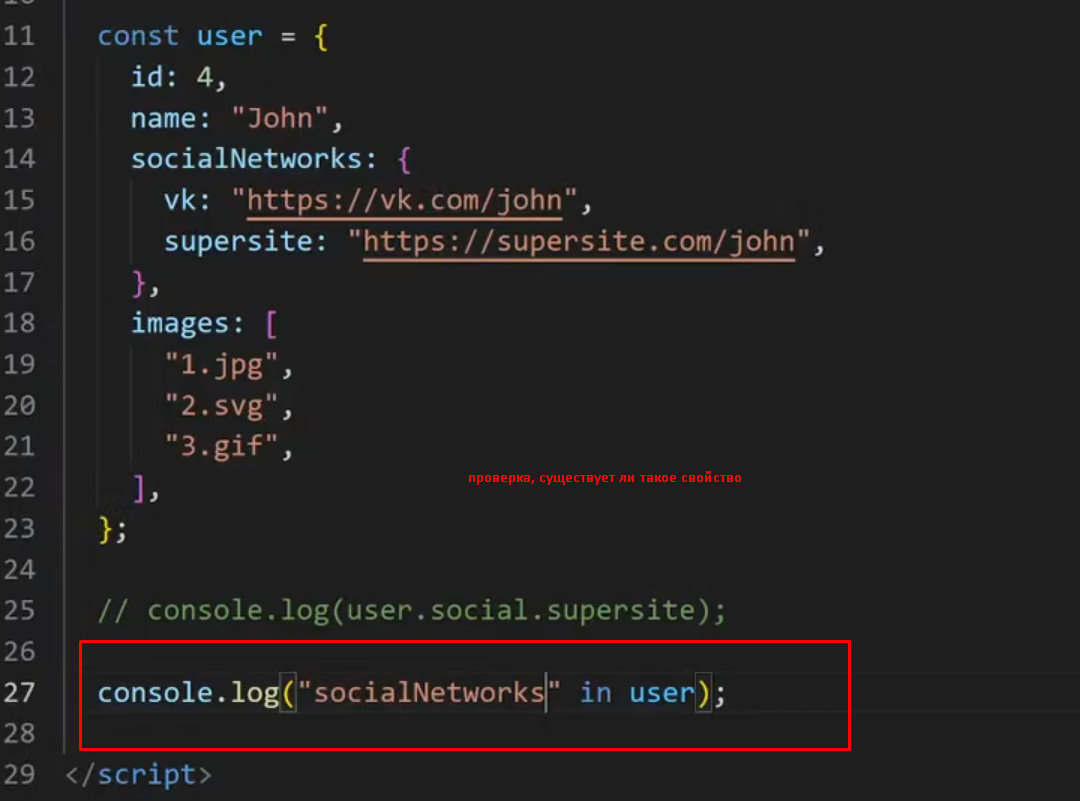 11 const user = {
12 id: 4,
13 name: "John",
14 socialNetworks: {
15 vk: "https://vk.com/john",
16 supersite: "https://supersite.com/john",
17 },
18 images: [
19 "1.jpg",
20 "2.svg",
21 "3.gif",
проверка, существует ли такое свойство
22 ],
23 };
24
25 // console.log(user.social.supersite);
26
27 console.log("socialNetworks" in user);
28
29 </script>